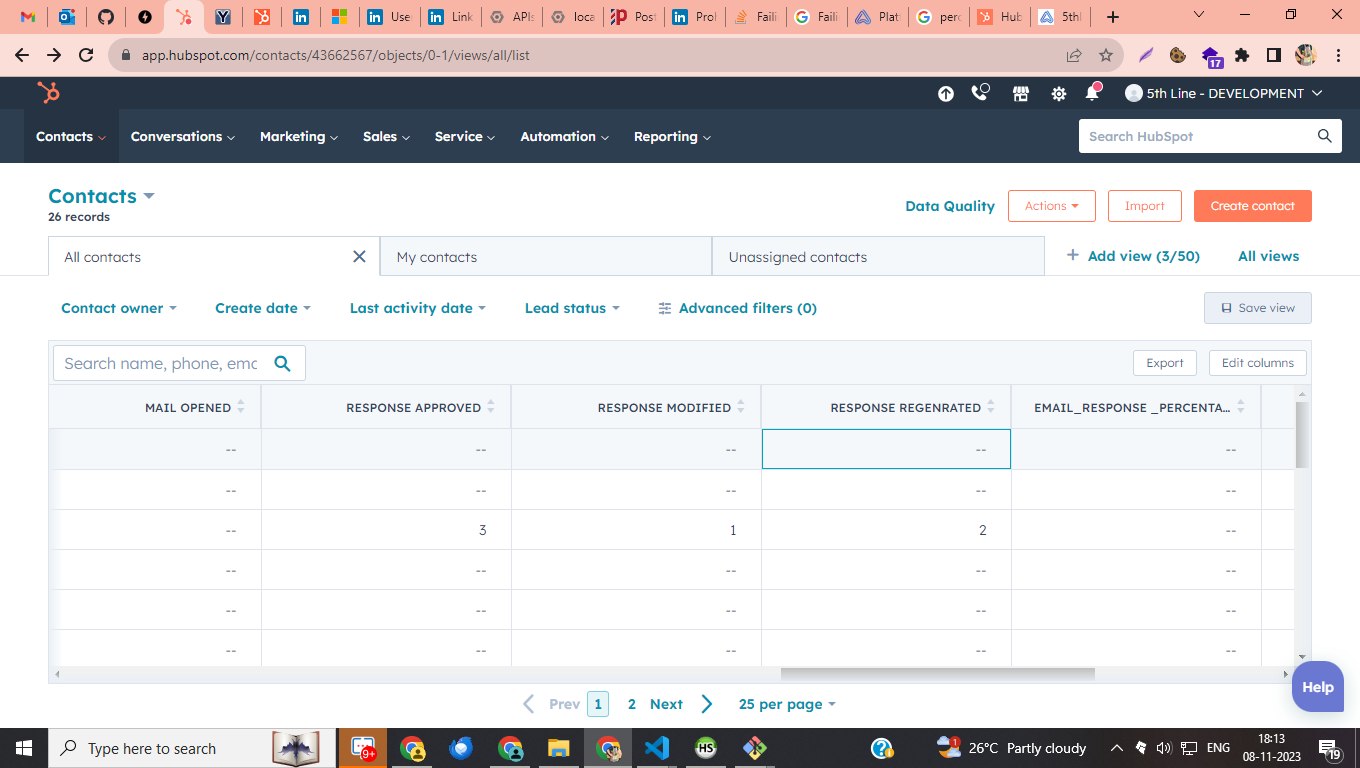 Use
Link
APIs
loca
Post
Prol
Faili
Faili
Plat
perc
Hub
5thl
app.hubspot.com/contacts/43662567/objects/0-1/views/all/list
17
5th Line - DEVELOPMENT
Contacts Conversations Marketing Sales Service Automation Reporting
Search HubSpot
Contacts
26 records
Data Quality Actions Import Create contact
All contacts My contacts Unassigned contacts + Add view (3/50) All views
Contact owner Create date Last activity date Lead status Advanced filters (0) Save view
Search name, phone, ema Export Edit columns
MAIL OPENED RESPONSE APPROVED RESPONSE MODIFIED RESPONSE REGENRATED EMAIL_RESPONSE _PERCENTA...
-- -- -- -- --
-- -- -- -- --
-- 3 1 2 --
-- -- -- -- --
-- -- -- -- --
-- -- -- -- --
Help
Prev 1 2 Next 25 per page
Type here to search 9+ HS 1 26°C Partly cloudy ENG 18:13
08-11-2023 19